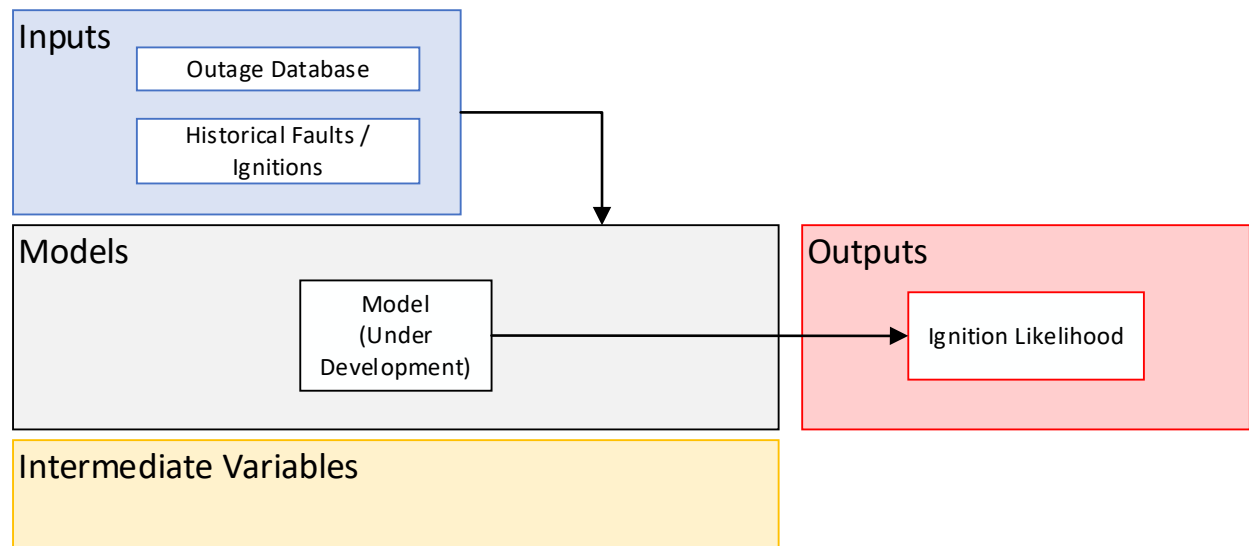 Inputs
Outage Database
Historical Faults /
Ignitions
Models
Model
(Under
Development)
Outputs
Ignition Likelihood
Intermediate Variables